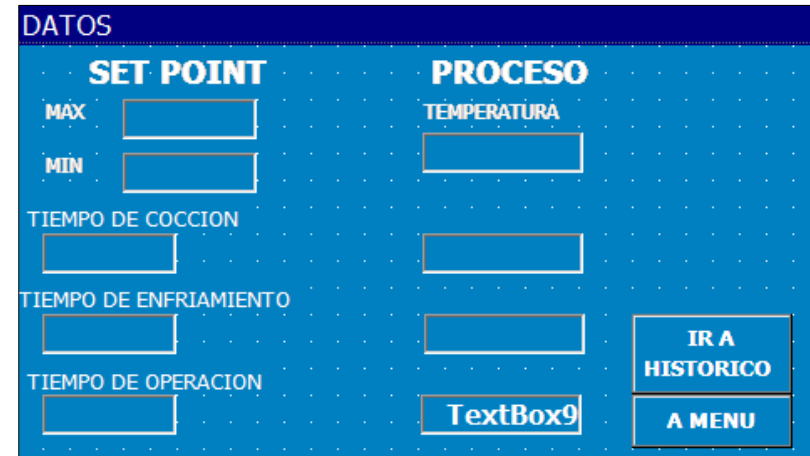 DATOS
SET POINT
PROCESO
MAX
TEMPERATURA
MIN
TIEMPO DE COCCION
TIEMPO DE ENFRIAMIENTO
IR A
HISTORICO
TIEMPO DE OPERACION
TextBox9
A MENU